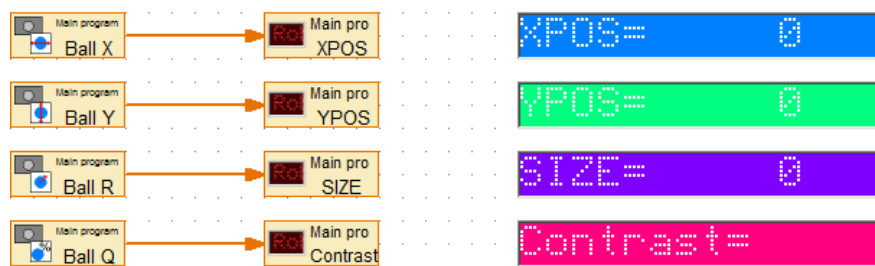 Main program
Ball X
Main pro
XPOS
XPOS= 0
Main program
Ball Y
Main pro
YPOS
YPOS= 0
Main program
Ball R
Main pro
SIZE
SIZE= 0
Main program
Ball Q
Main pro
Contrast
Contrast=